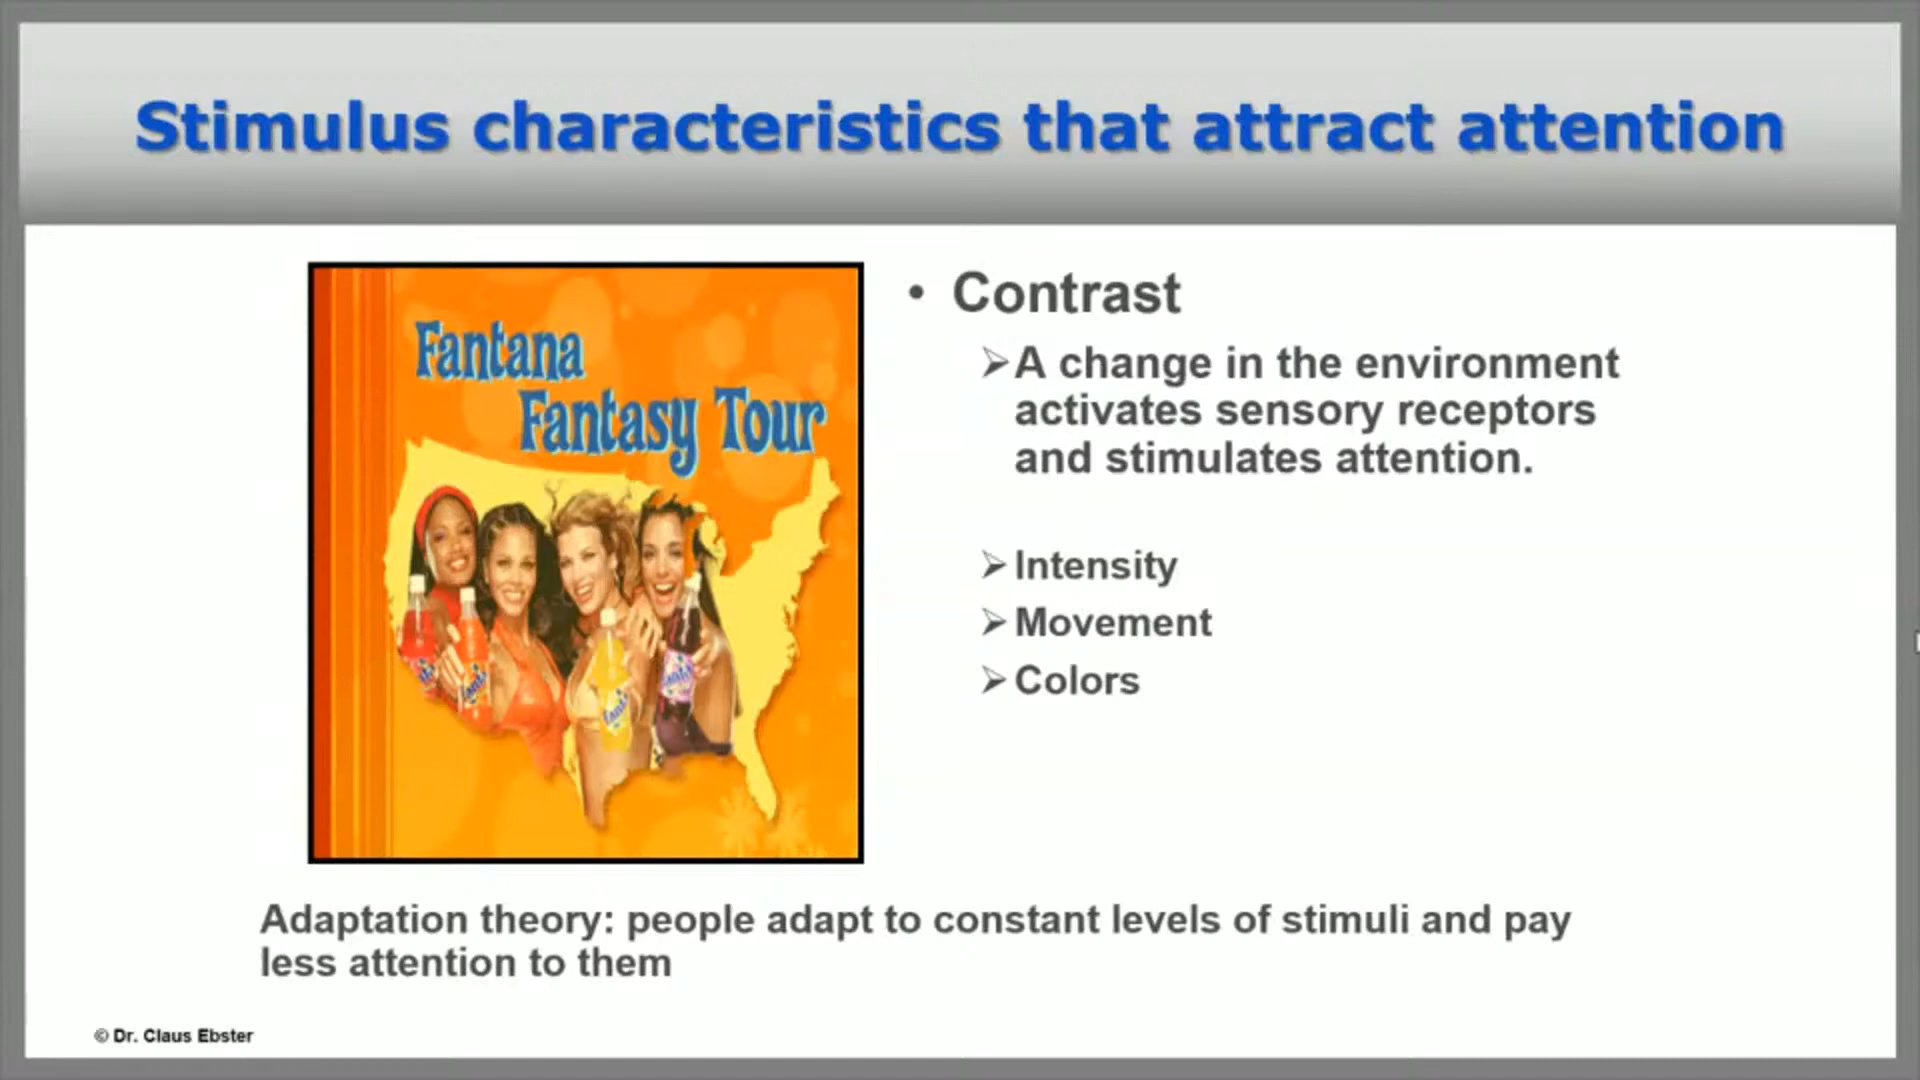 Stimulus characteristics that attract attention
Fantana
Fantasy Tour
Fanta
Fanta
• Contrast
➢A change in the environment
activates sensory receptors
and stimulates attention.
➢Intensity
➢Movement
➢Colors
Adaptation theory: people adapt to constant levels of stimuli and pay
less attention to them
© Dr. Claus Ebster